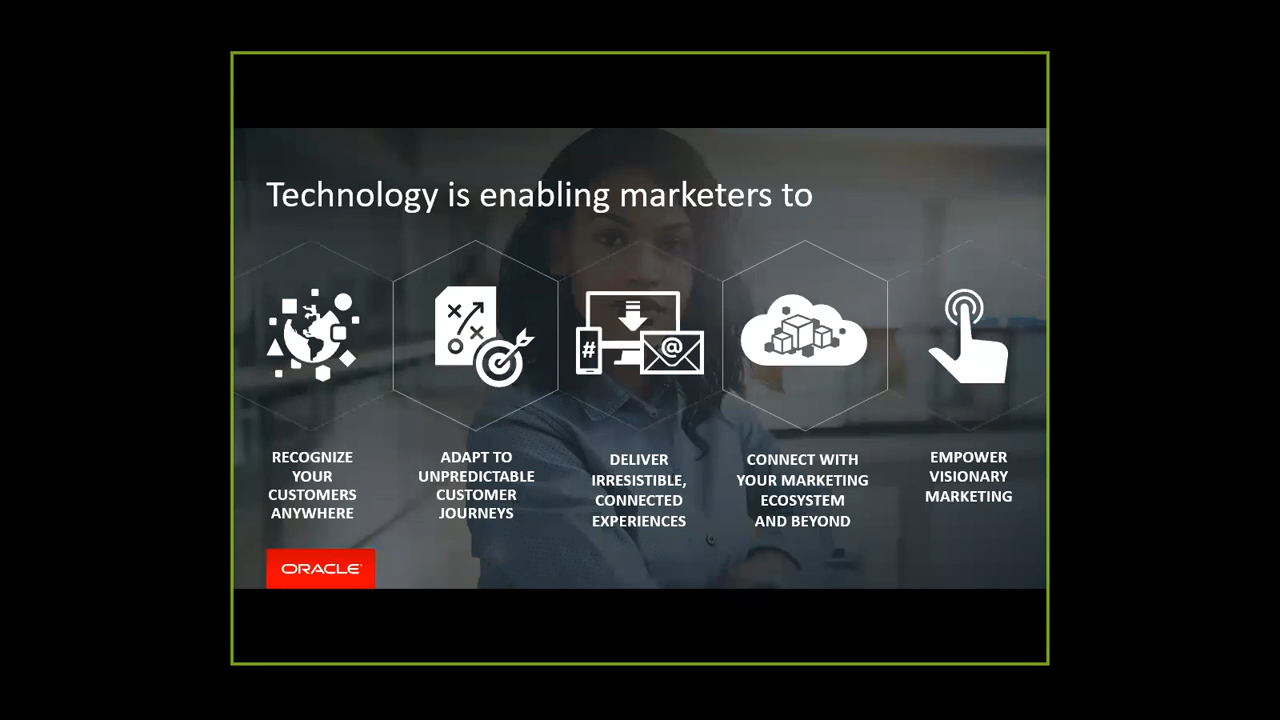 Technology is enabling marketers to
#
@
RECOGNIZE
YOUR
CUSTOMERS
ANYWHERE
ADAPT TO
UNPREDICTABLE
CUSTOMER
JOURNEYS
DELIVER
IRRESISTIBLE,
CONNECTED
EXPERIENCES
CONNECT WITH
YOUR MARKETING
ECOSYSTEM
AND BEYOND
EMPOWER
VISIONARY
MARKETING
ORACLE